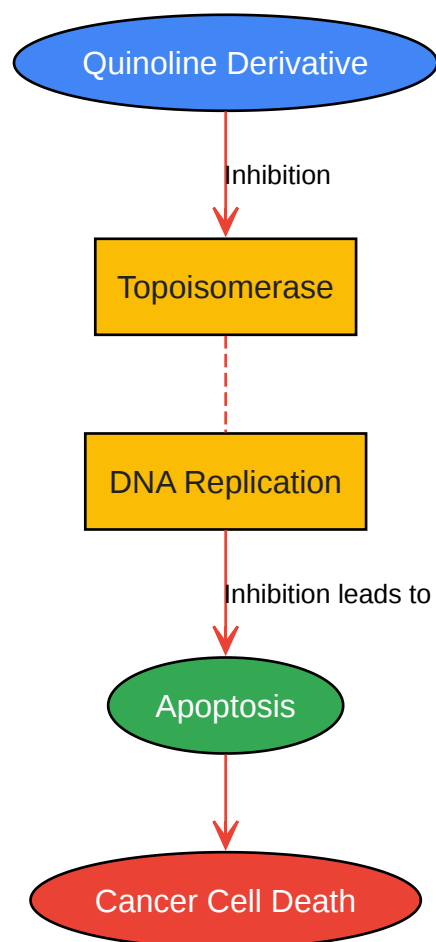 Quinoline Derivative
Inhibition
Topoisomerase
DNA Replication
Inhibition leads to
Apoptosis
Cancer Cell Death